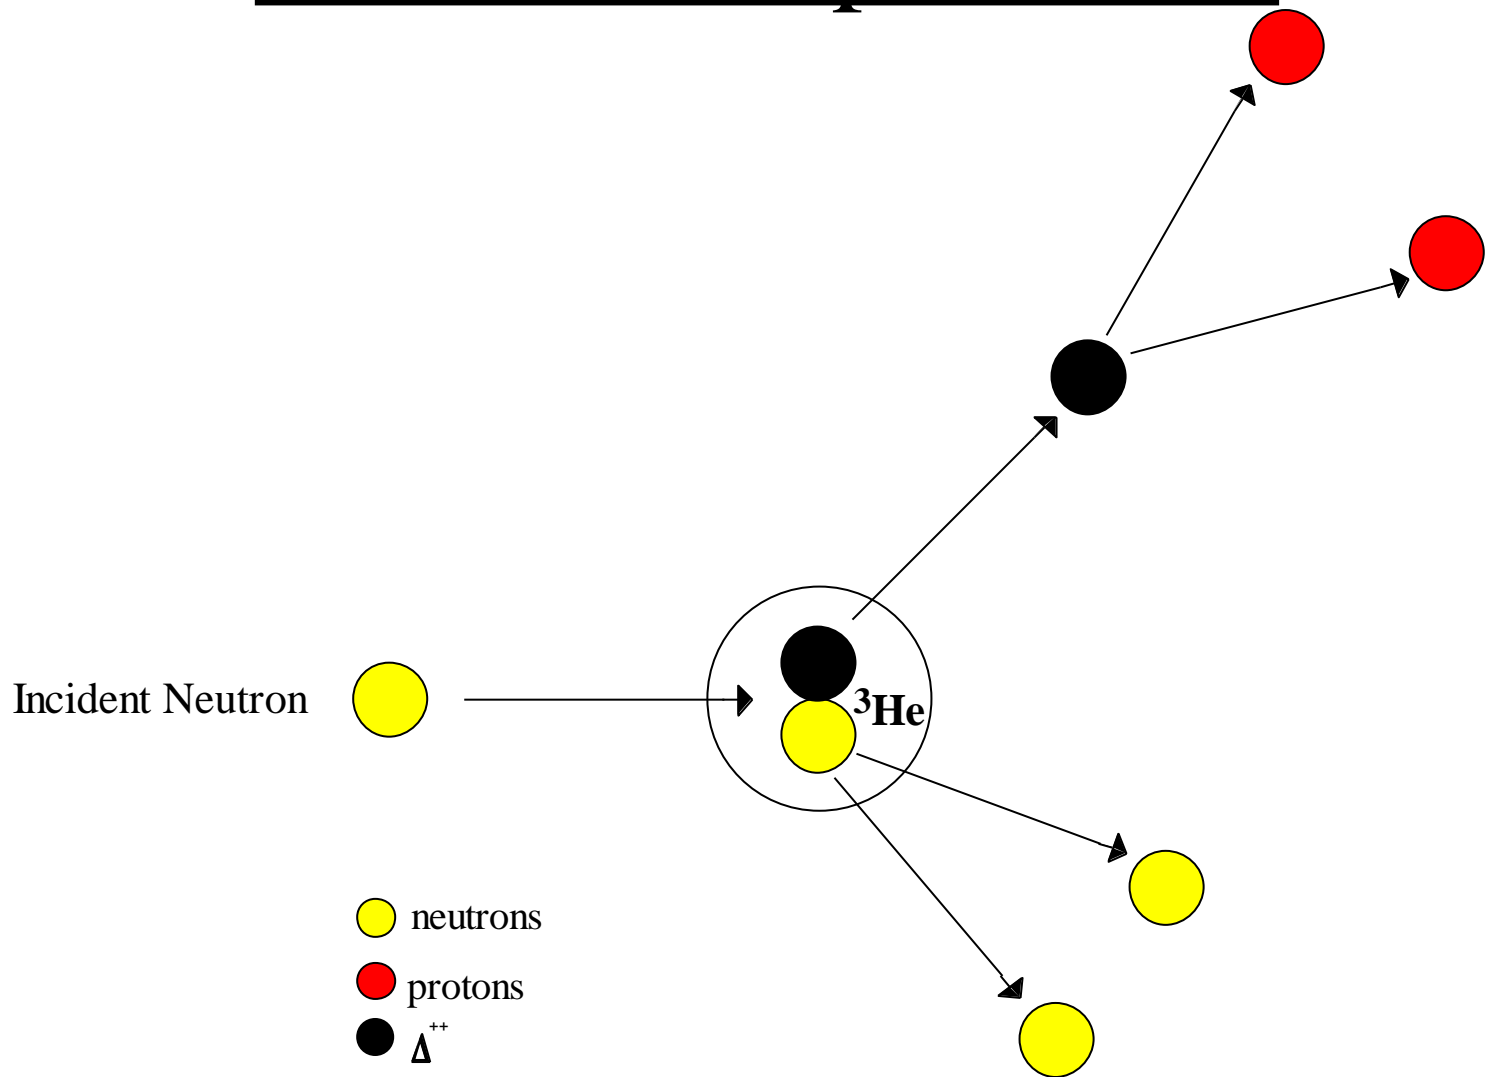 Incident Neutron
³He
neutrons
protons
Δ⁺⁺